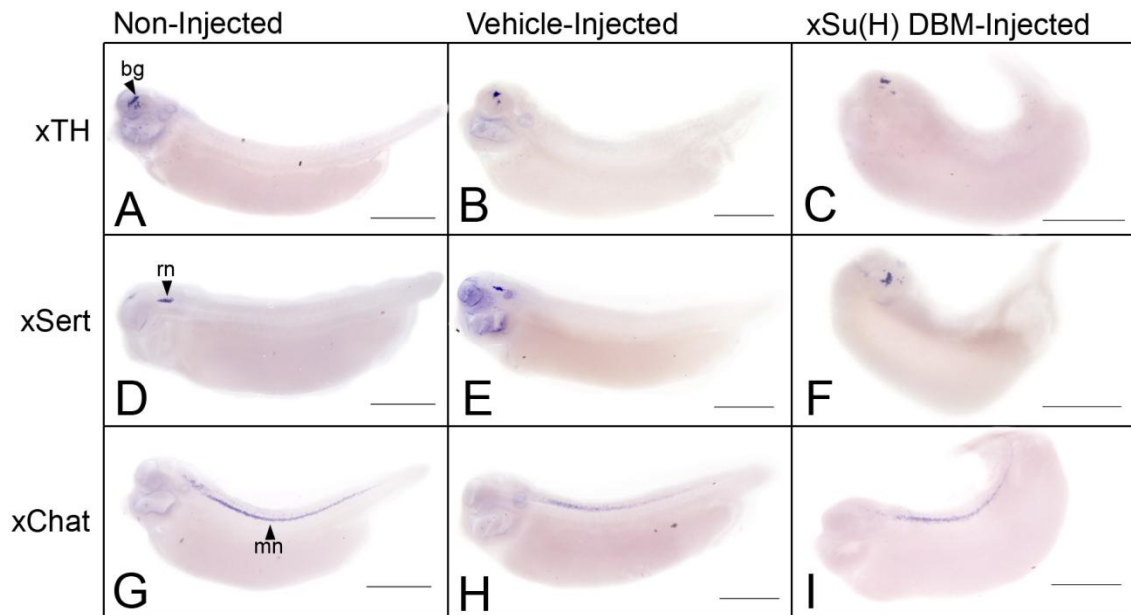 Non-Injected Vehicle-Injected xSu(H) DBM-Injected
xTH
bg
A B C
xSert
rn
D E F
xChat
mn
G H I